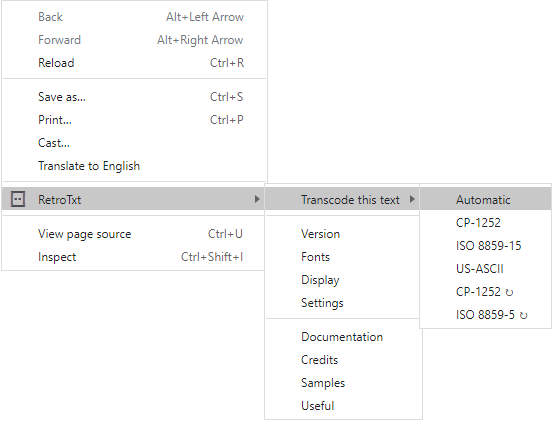 Back Alt+Left Arrow
Forward Alt+Right Arrow
Reload Ctrl+R
Save as... Ctrl+S
Print... Ctrl+P
Cast...
Translate to English
RetroTxt
View page source Ctrl+U
Inspect Ctrl+Shift+I
Transcode this text
Version
Fonts
Display
Settings
Documentation
Credits
Samples
Useful
Automatic
CP-1252
ISO 8859-15
US-ASCII
CP-1252 ↻
ISO 8859-5 ↻